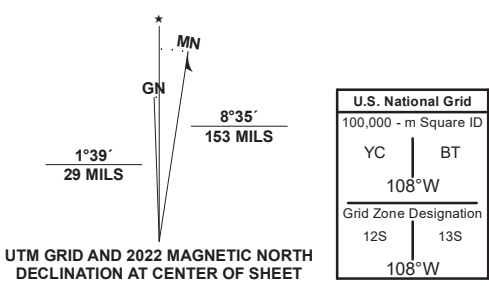 ★
MN
GN
8°35´
153 MILS
1°39´
29 MILS
UTM GRID AND 2022 MAGNETIC NORTH
DECLINATION AT CENTER OF SHEET
U.S. National Grid
100,000 - m Square ID
YC BT
108°W
Grid Zone Designation
12S 13S
108°W